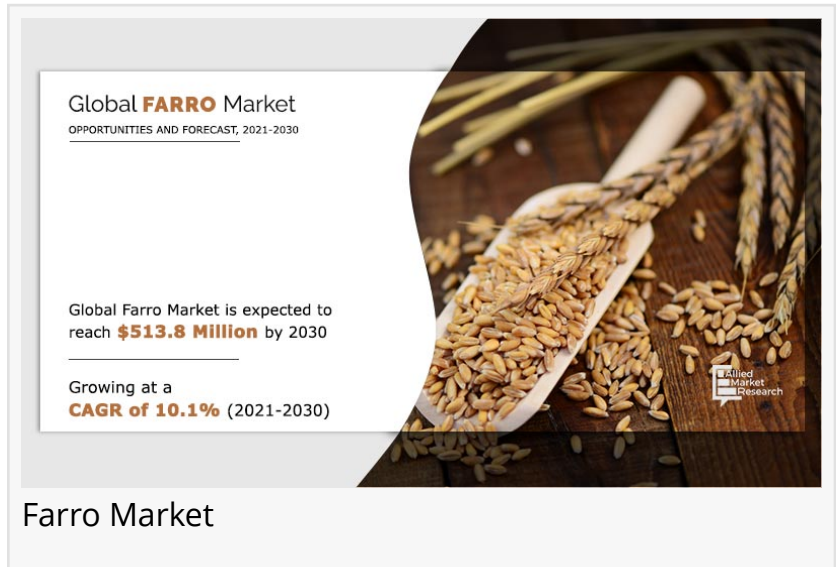 Global FARRO Market
OPPORTUNITIES AND FORECAST, 2021-2030
Global Farro Market is expected to
reach $513.8 Million by 2030
Growing at a
CAGR of 10.1% (2021-2030)
Allied
Market
Research
Farro Market